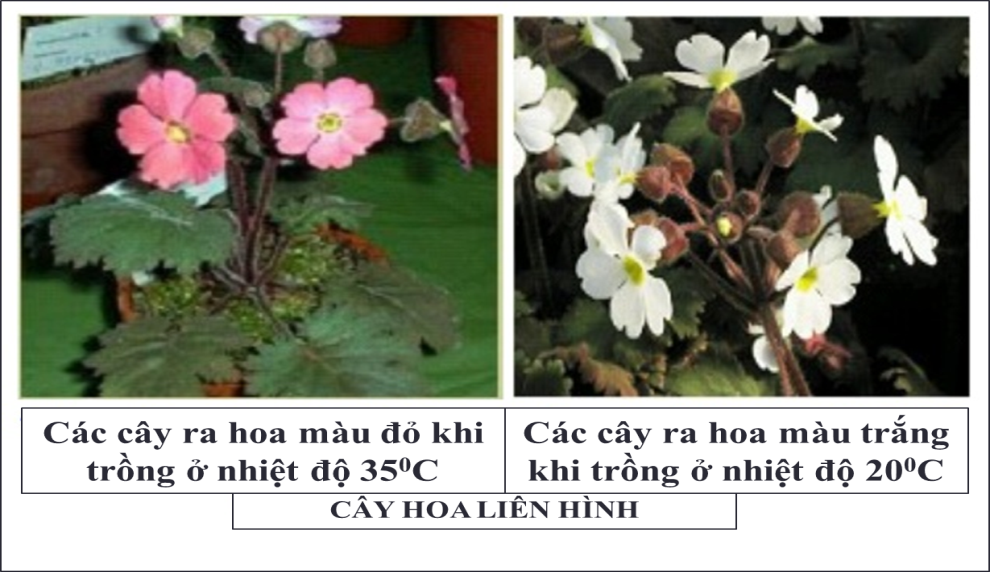 Các cây ra hoa màu đỏ khi
trồng ở nhiệt độ 35⁰C
Các cây ra hoa màu trắng
khi trồng ở nhiệt độ 20⁰C
CÂY HOA LIÊN HÌNH